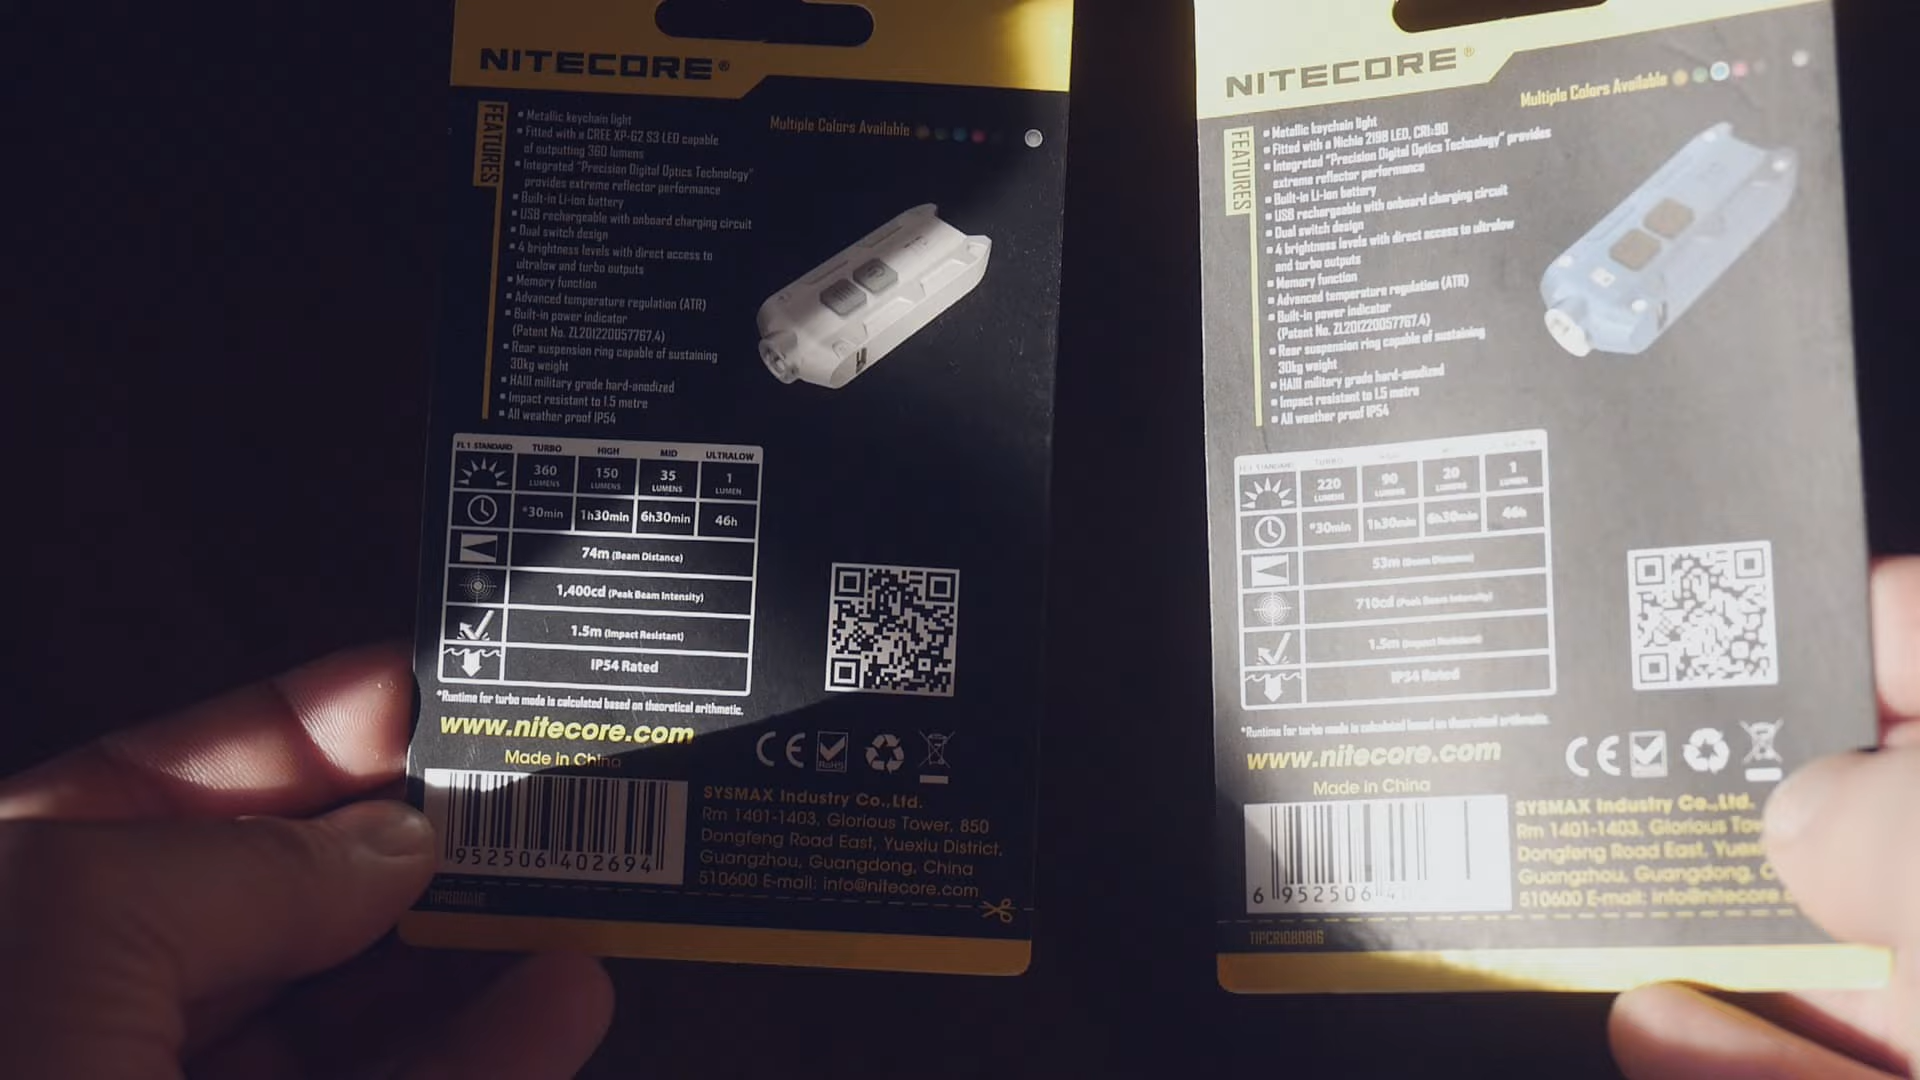 NITECORE®
Multiple Colors Available
FEATURES
▪ Metallic keychain light
▪ Fitted with a CREE XP-G2 S3 LED capable
of outputting 360 lumens
▪ Integrated "Precision Digital Optics Technology"
provides extreme reflector performance
▪ Built-in Li-ion battery
▪ USB rechargeable with onboard charging circuit
▪ Dual switch design
▪ 4 brightness levels with direct access to
ultralow and turbo outputs
▪ Memory function
▪ Advanced temperature regulation (ATR)
▪ Built-in power indicator
(Patent No. ZL201220057767.4)
▪ Rear suspension ring capable of sustaining
30kg weight
▪ HAIII military grade hard-anodized
▪ Impact resistant to 1.5 metre
▪ All weather proof IP54
FL1 STANDARD TURBO HIGH MID ULTRALOW
360 LUMENS 150 LUMENS 35 LUMENS 1 LUMEN
*30min 1h30min 6h30min 46h
74m (Beam Distance)
1,400cd (Peak Beam Intensity)
1.5m (Impact Resistant)
IP54 Rated
*Runtime for turbo mode is calculated based on theoretical arithmetic.
www.nitecore.com
Made in China
CE RoHS
952506 402694
SYSMAX Industry Co.,Ltd.
Rm 1401-1403, Glorious Tower, 850
Dongfeng Road East, Yuexiu District,
Guangzhou, Guangdong, China
510600 E-mail: info@nitecore.com
NITECORE®
Multiple Colors Available
FEATURES
▪ Metallic keychain light
▪ Fitted with a Nichia 219B LED, CRI≥90
▪ Integrated "Precision Digital Optics Technology" provides
extreme reflector performance
▪ Built-in Li-ion battery
▪ USB rechargeable with onboard charging circuit
▪ Dual switch design
▪ 4 brightness levels with direct access to ultralow
and turbo outputs
▪ Memory function
▪ Advanced temperature regulation (ATR)
▪ Built-in power indicator
(Patent No. ZL201220057767.4)
▪ Rear suspension ring capable of sustaining
30kg weight
▪ HAIII military grade hard-anodized
▪ Impact resistant to 1.5 metre
▪ All weather proof IP54
FL1 STANDARD TURBO
220 LUMENS 90 LUMENS 20 LUMENS 1 LUMEN
*30min 1h30min 6h30min 46h
53m (Beam Distance)
710cd (Peak Beam Intensity)
1.5m (Impact Resistant)
IP54 Rated
*Runtime for turbo mode is calculated based on theoretical arithmetic.
www.nitecore.com
Made in China
CE
6 952506 4
SYSMAX Industry Co.,Ltd.
Rm 1401-1403, Glorious
Dongfeng Road East,
Guangzhou, Guangdong,
510600 E-mail: info@nitecore
TIPCRI080816